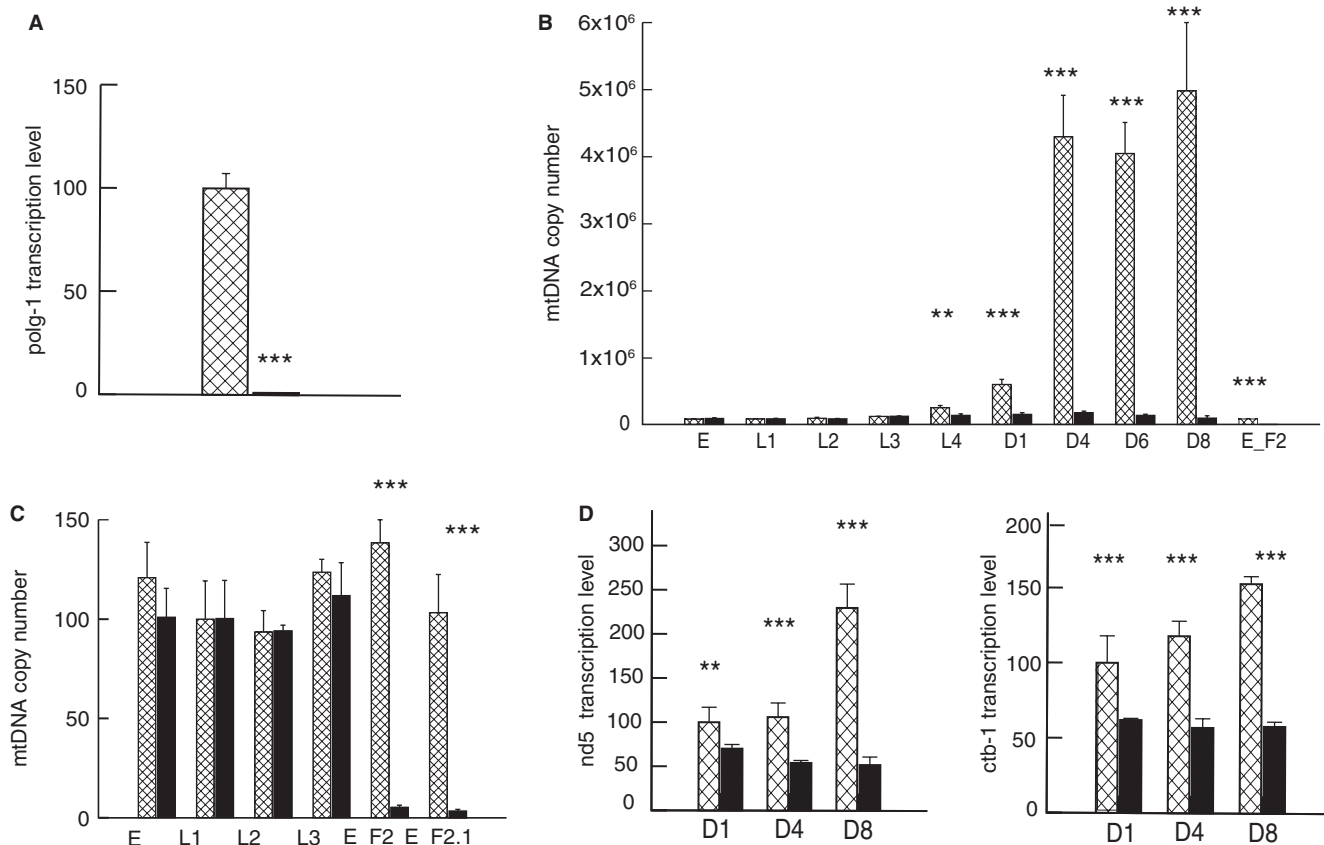 A
polg-1 transcription level
150
100
50
0
***
B
mtDNA copy number
6x10⁶
5x10⁶
4x10⁶
3x10⁶
2x10⁶
1x10⁶
0
** *** *** *** *** ***
E L1 L2 L3 L4 D1 D4 D6 D8 E_F2
C
mtDNA copy number
150
100
50
0
*** ***
E L1 L2 L3 E F2 E F2.1
D
nd5 transcription level
300
250
200
150
100
50
0
** *** ***
D1 D4 D8
ctb-1 transcription level
200
150
100
50
0
*** *** ***
D1 D4 D8